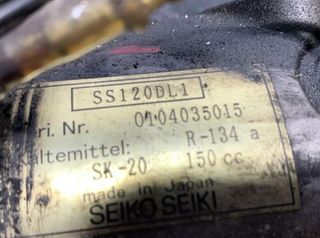 SS120DL1
ri. Nr. 0104035015
ältemittel: R-134 a
SK-20 150 cc
made in Japan
SEIKO SEIKI